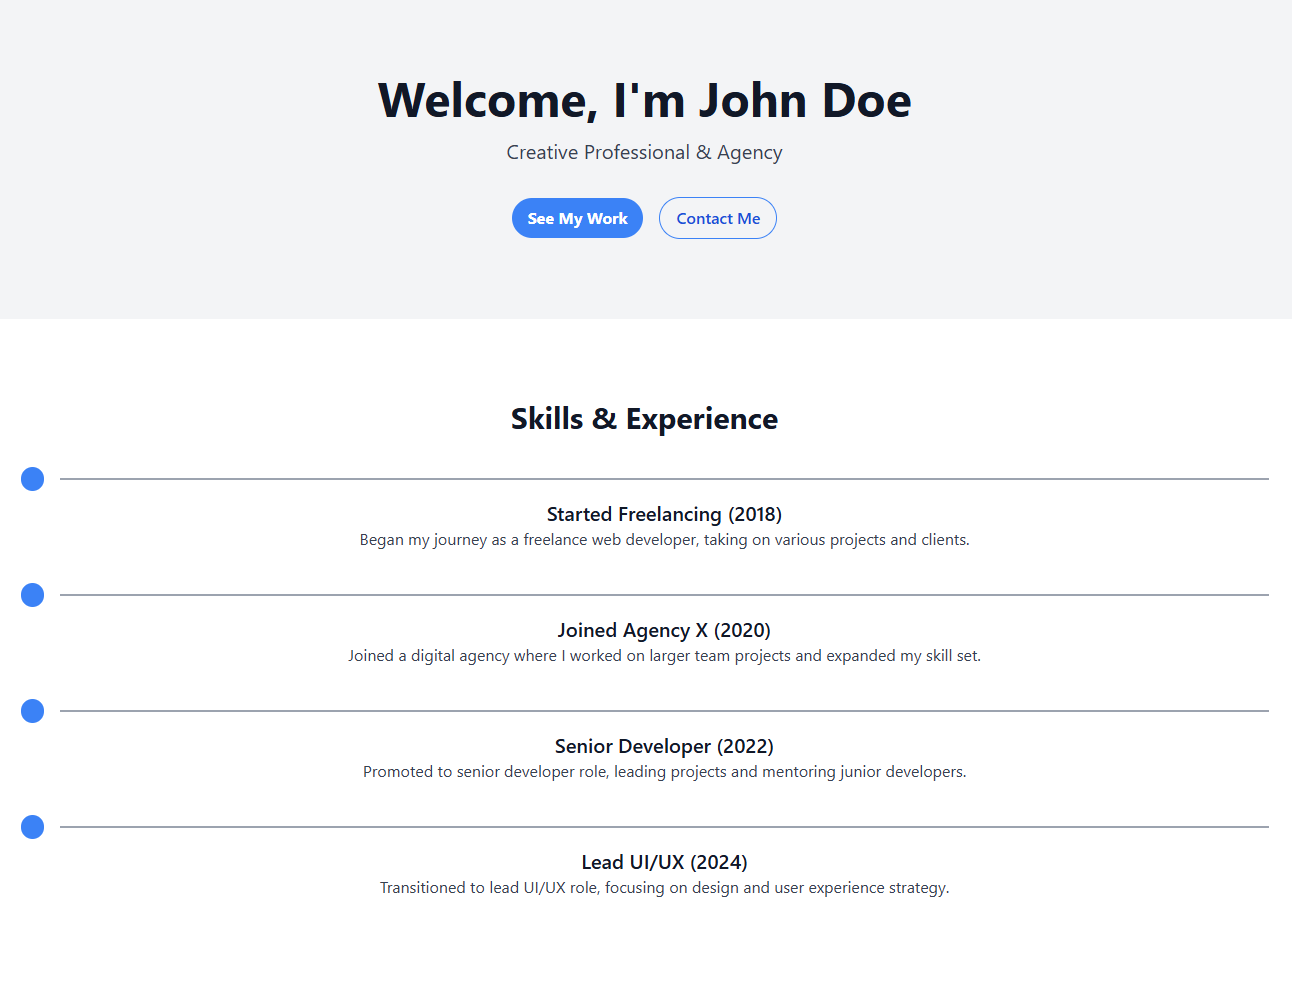 Welcome, I'm John Doe
Creative Professional & Agency
See My Work
Contact Me
Skills & Experience
Started Freelancing (2018)
Began my journey as a freelance web developer, taking on various projects and clients.
Joined Agency X (2020)
Joined a digital agency where I worked on larger team projects and expanded my skill set.
Senior Developer (2022)
Promoted to senior developer role, leading projects and mentoring junior developers.
Lead UI/UX (2024)
Transitioned to lead UI/UX role, focusing on design and user experience strategy.